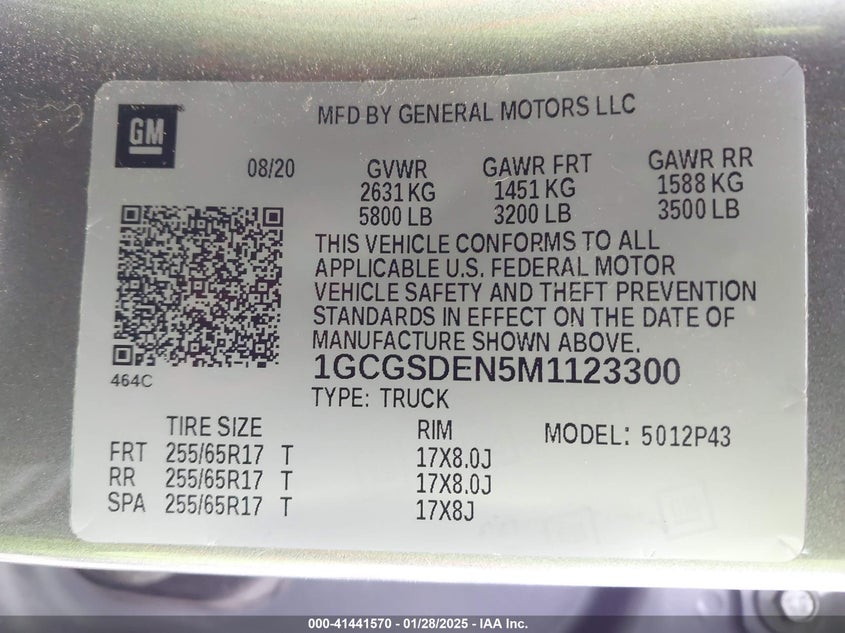 GM
MFD BY GENERAL MOTORS LLC
08/20 GVWR GAWR FRT GAWR RR
2631 KG 1451 KG 1588 KG
5800 LB 3200 LB 3500 LB
THIS VEHICLE CONFORMS TO ALL
APPLICABLE U.S. FEDERAL MOTOR
VEHICLE SAFETY AND THEFT PREVENTION
STANDARDS IN EFFECT ON THE DATE OF
MANUFACTURE SHOWN ABOVE.
464C
1GCGSDEN5M1123300
TYPE: TRUCK
TIRE SIZE RIM MODEL: 5012P43
FRT 255/65R17 T 17X8.0J
RR 255/65R17 T 17X8.0J
SPA 255/65R17 T 17X8J
000-41441570 - 01/28/2025 - IAA Inc.